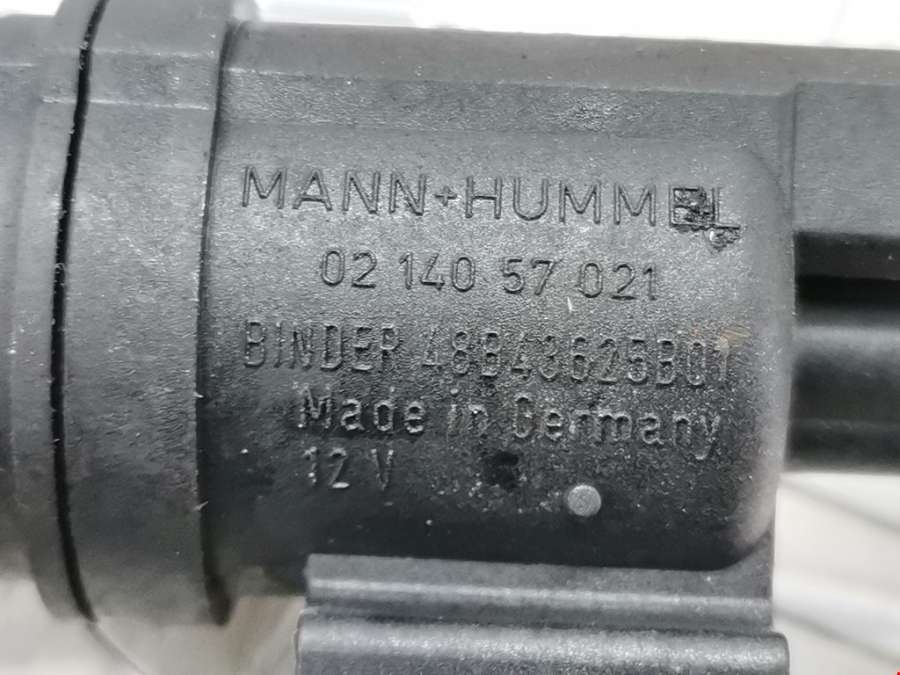 MANN+HUMMEL
02 140 57 021
BINDER 48B43625B01
Made in Germany
12 V